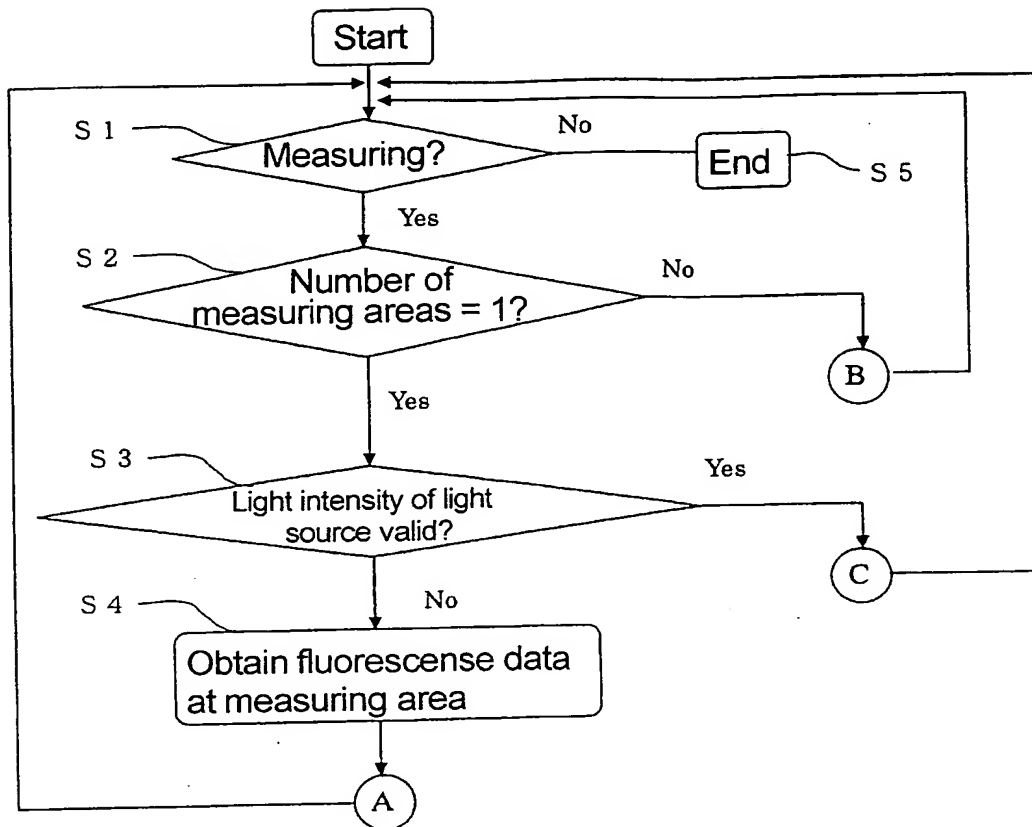 Start
S 1
Measuring?
No
End
S 5
Yes
S 2
Number of
measuring areas = 1?
No
B
Yes
S 3
Light intensity of light
source valid?
Yes
C
No
S 4
Obtain fluorescense data
at measuring area
A